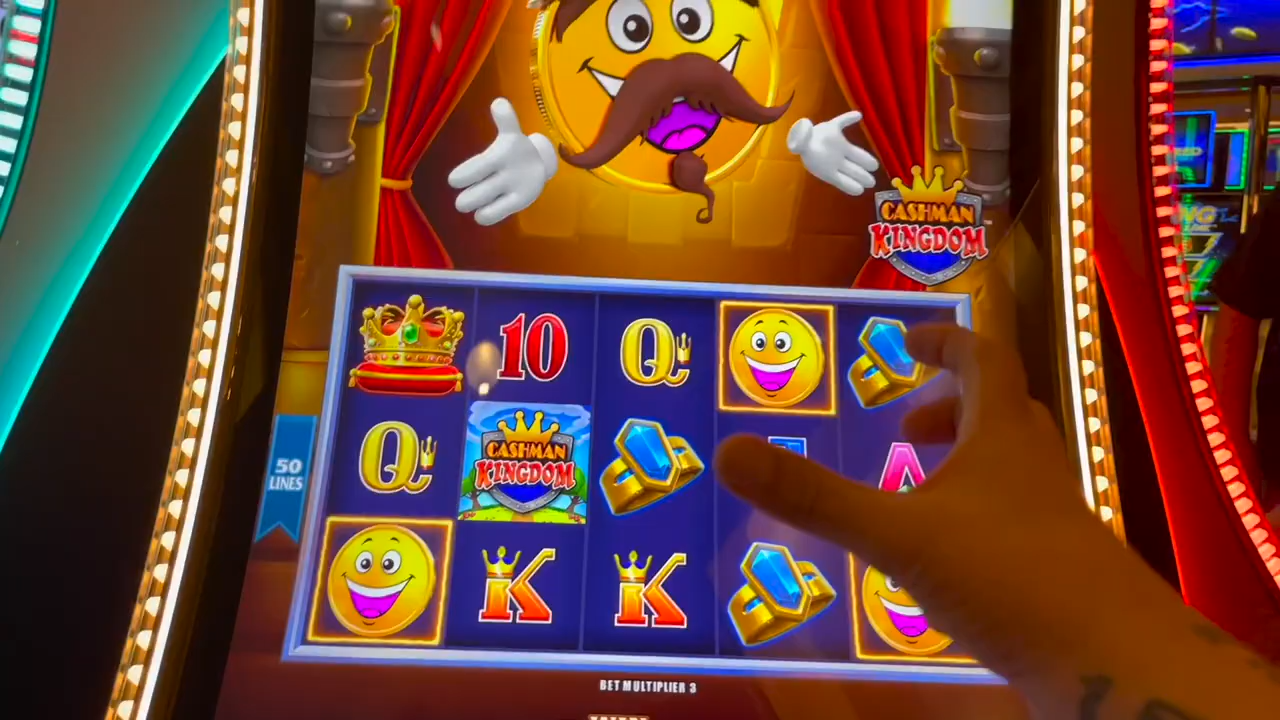 CASHMAN
KINGDOM
10
Q
Q
CASHMAN
KINGDOM
A
50
LINES
K
K
BET MULTIPLIER 3